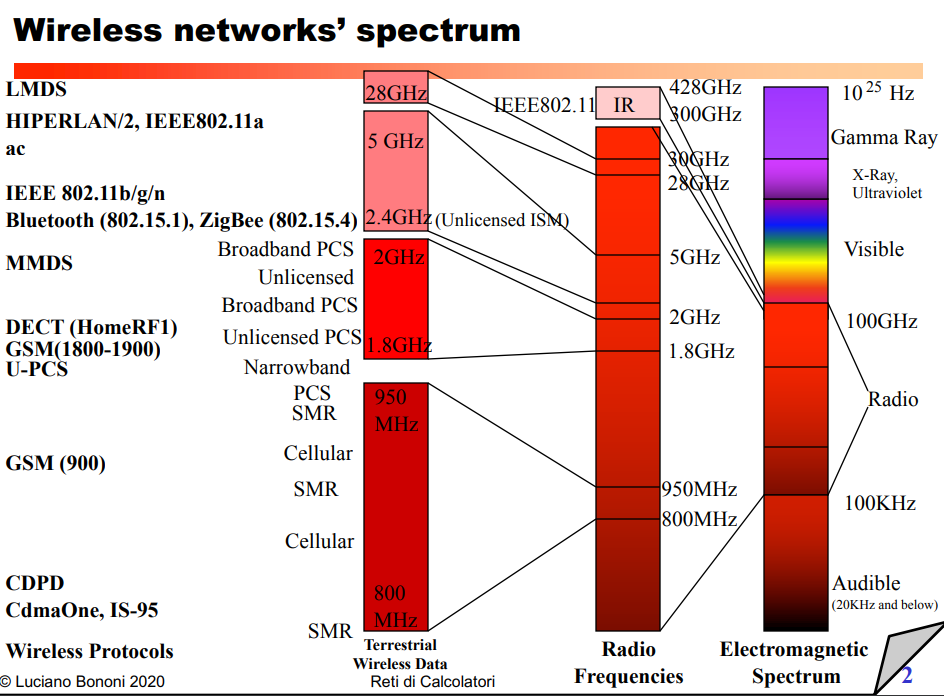 Wireless networks’ spectrum
LMDS
HIPERLAN/2, IEEE802.11a
ac
IEEE 802.11b/g/n
Bluetooth (802.15.1), ZigBee (802.15.4)
MMDS
DECT (HomeRF1)
GSM(1800-1900)
U-PCS
GSM (900)
CDPD
CdmaOne, IS-95
Wireless Protocols
Broadband PCS
Unlicensed
Broadband PCS
Unlicensed PCS
Narrowband
PCS
SMR
Cellular
SMR
Cellular
SMR
28GHz
5 GHz
2.4GHz (Unlicensed ISM)
2GHz
1.8GHz
950
MHz
800
MHz
Terrestrial
Wireless Data
IEEE802.11 IR
428GHz
300GHz
30GHz
28GHz
5GHz
2GHz
1.8GHz
950MHz
800MHz
Radio
Frequencies
10 25 Hz
Gamma Ray
X-Ray,
Ultraviolet
Visible
100GHz
Radio
100KHz
Audible
(20KHz and below)
Electromagnetic
Spectrum
© Luciano Bononi 2020
Reti di Calcolatori
2